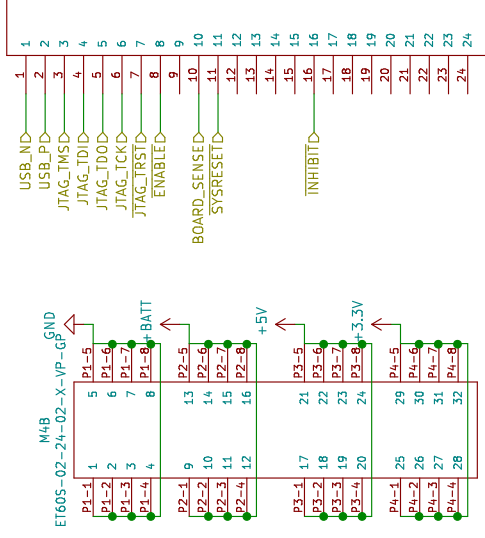 1 2 3 4 5 6 7 8 9 10 11 12 13 14 15 16 17 18 19 20 21 22 23 24
1 2 3 4 5 6 7 8 9 10 11 12 13 14 15 16 17 18 19 20 21 22 23 24
USB_N
USB_P
JTAG_TMS
JTAG_TDI
JTAG_TDO
JTAG_TCK
JTAG_TRST
ENABLE
BOARD_SENSE
SYSRESET
INHIBIT
GND
+BATT
+5V
+3.3V
M4B
ET60S-02-24-02-X-VP-GP
P1-5 P1-6 P1-7 P1-8 P2-5 P2-6 P2-7 P2-8 P3-5 P3-6 P3-7 P3-8 P4-5 P4-6 P4-7 P4-8
5 6 7 8 13 14 15 16 21 22 23 24 29 30 31 32
1 2 3 4 9 10 11 12 17 18 19 20 25 26 27 28
P1-1 P1-2 P1-3 P1-4 P2-1 P2-2 P2-3 P2-4 P3-1 P3-2 P3-3 P3-4 P4-1 P4-2 P4-3 P4-4